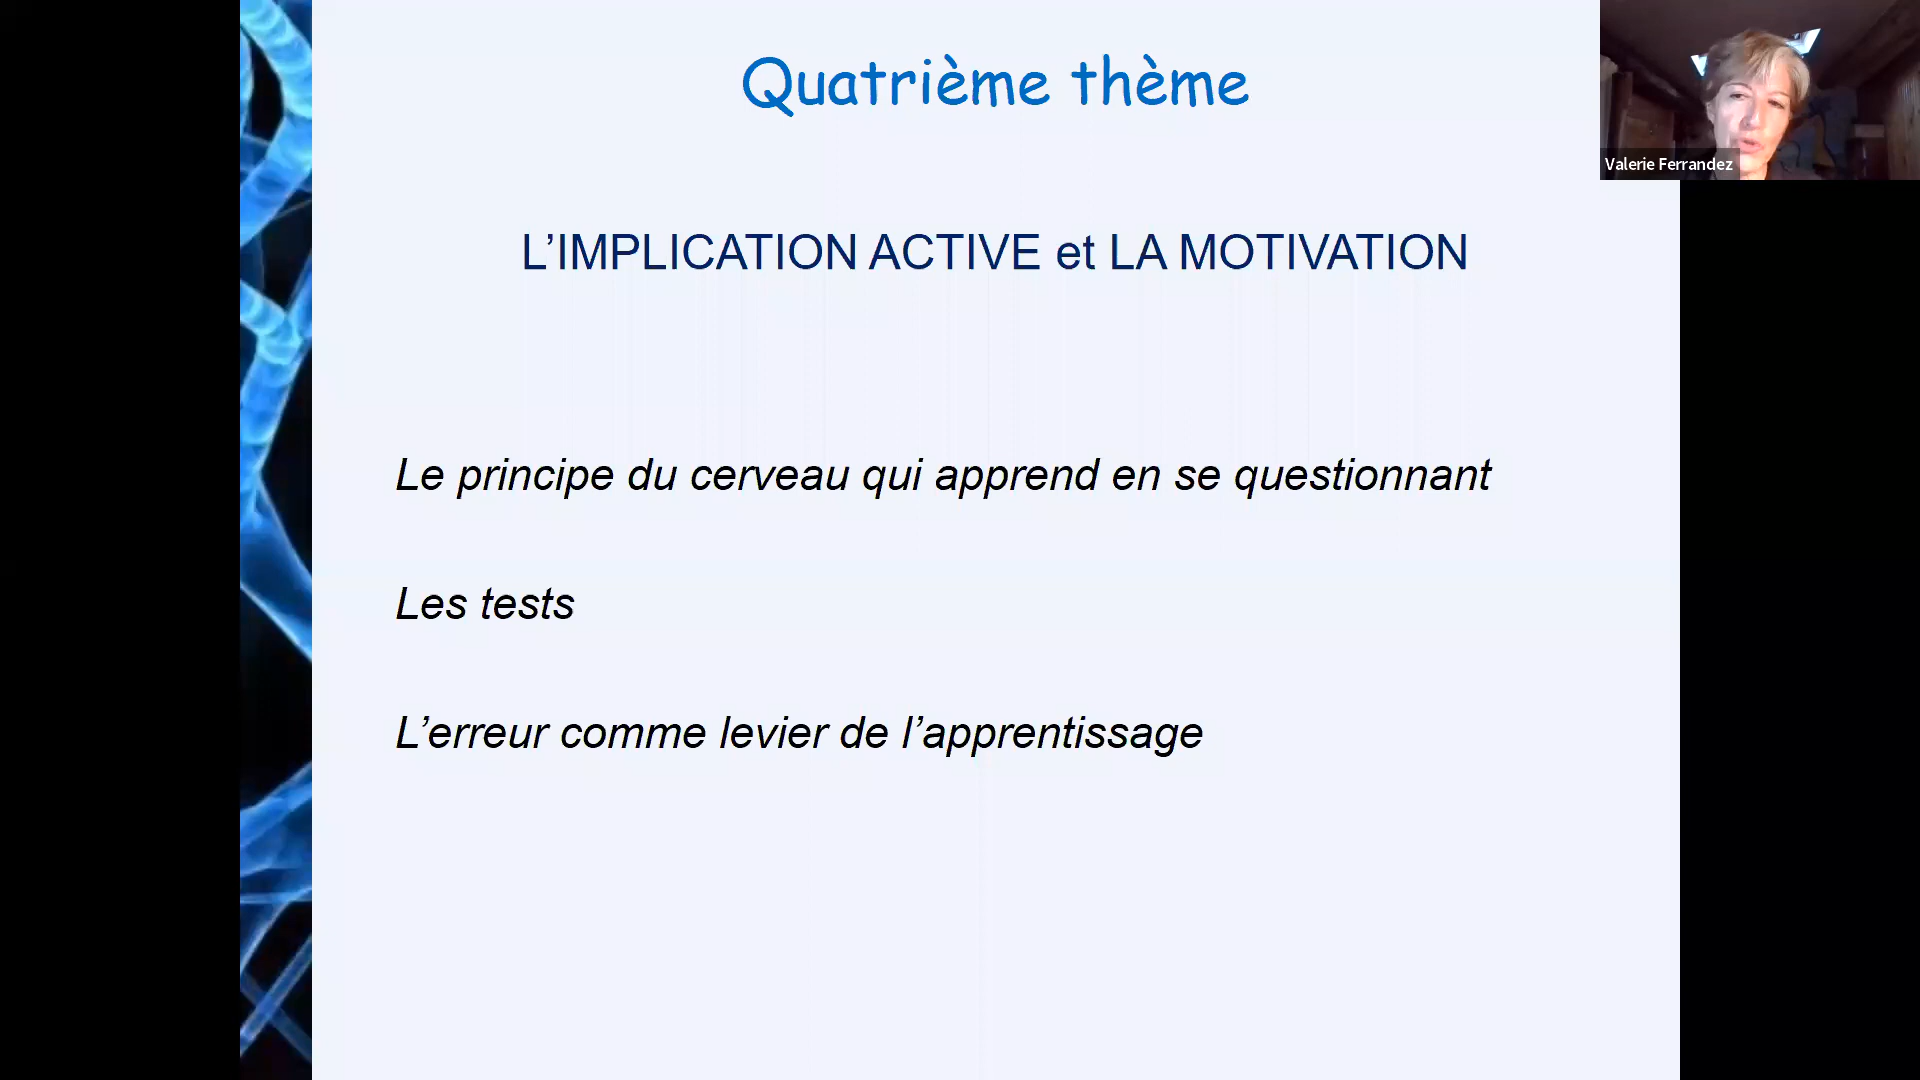 Quatrième thème
L’IMPLICATION ACTIVE et LA MOTIVATION
Le principe du cerveau qui apprend en se questionnant
Les tests
L’erreur comme levier de l’apprentissage
Valerie Ferrandez